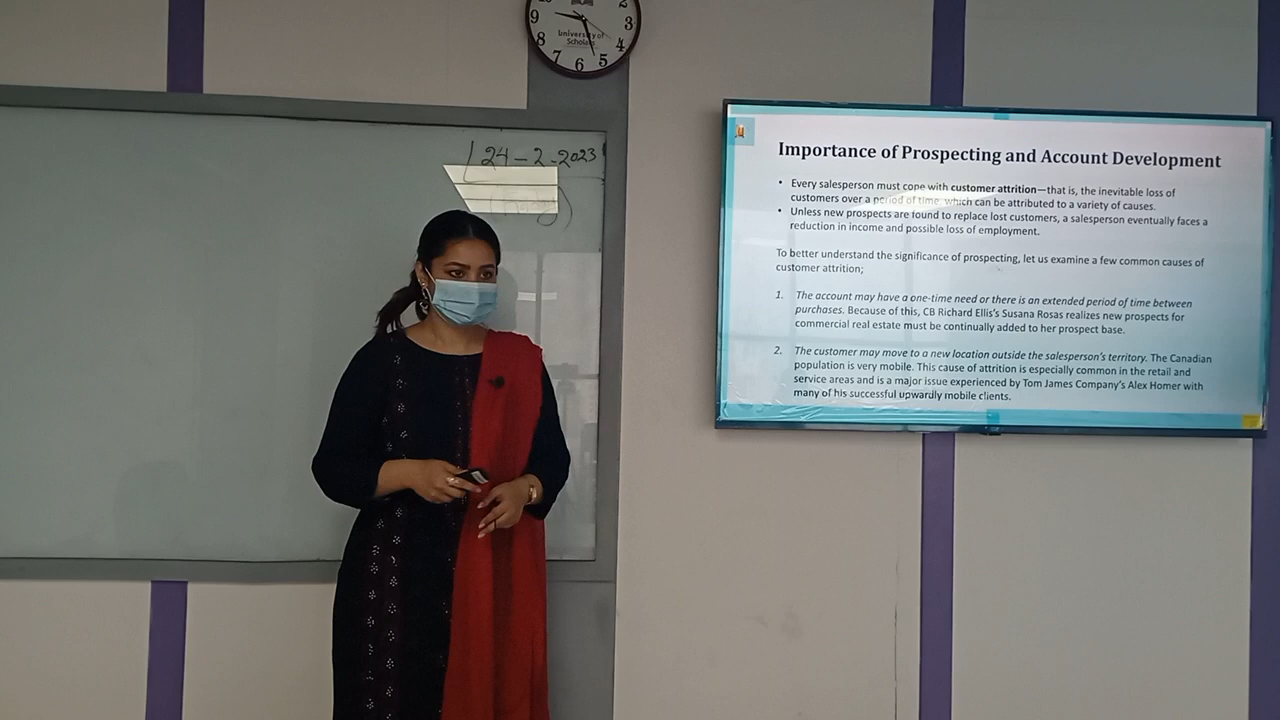 2
9 3
University of
8 4
Scholars
7 6 5
24-2-2023
Importance of Prospecting and Account Development
• Every salesperson must cope with customer attrition—that is, the inevitable loss of
customers over a period of time, which can be attributed to a variety of causes.
• Unless new prospects are found to replace lost customers, a salesperson eventually faces a
reduction in income and possible loss of employment.
To better understand the significance of prospecting, let us examine a few common causes of
customer attrition;
1. The account may have a one-time need or there is an extended period of time between
purchases. Because of this, CB Richard Ellis's Susana Rosas realizes new prospects for
commercial real estate must be continually added to her prospect base.
2. The customer may move to a new location outside the salesperson's territory. The Canadian
population is very mobile. This cause of attrition is especially common in the retail and
service areas and is a major issue experienced by Tom James Company's Alex Homer with
many of his successful upwardly mobile clients.